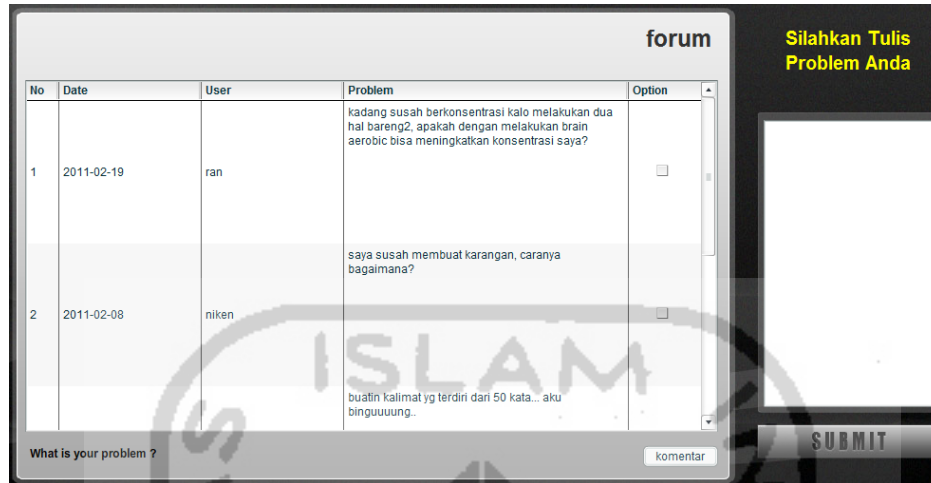 forum
No Date User Problem Option
kadang susah berkonsentrasi kalo melakukan dua
hal bareng2, apakah dengan melakukan brain
aerobic bisa meningkatkan konsentrasi saya?
1 2011-02-19 ran
saya susah membuat karangan, caranya
bagaimana?
2 2011-02-08 niken
buatin kalimat yg terdiri dari 50 kata... aku
binguuuung..
What is your problem ?
komentar
Silahkan Tulis
Problem Anda
SUBMIT
ISLAM